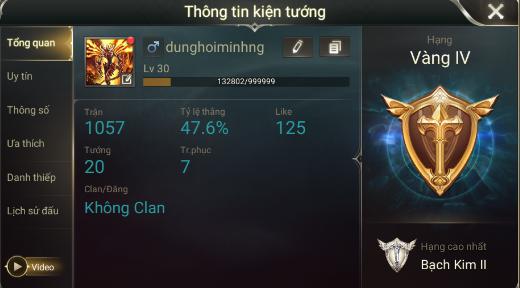 Thông tin kiện tướng
Tổng quan
Uy tín
Thông số
Ưa thích
Danh thiếp
Lịch sử đấu
Video
dunghoiminhng
Lv 30
132802/999999
Trận
Tỷ lệ thắng
Like
1057
47.6%
125
Tướng
Tr.phục
20
7
Clan/Đảng
Không Clan
Hạng
Vàng IV
Hạng cao nhất
Bạch Kim II